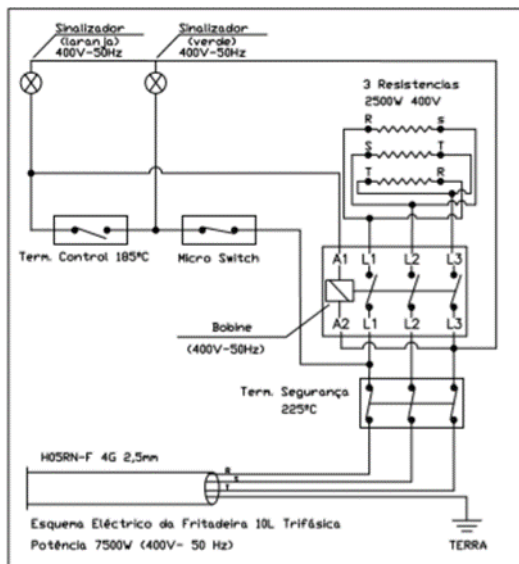 Sinalizador
(laranja)
400V-50Hz
Sinalizador
(verde)
400V-50Hz
3 Resistencias
2500W 400V
R s
S T
T R
Term. Control 185ºC
Micro Switch
A1 L1 L2 L3
A2 L1 L2 L3
Bobine
(400V-50Hz)
Term. Segurança
225ºC
H05RN-F 4G 2,5mm
R
S
T
Esquema Eléctrico da Fritadeira 10L Trifásica
Potência 7500W (400V- 50 Hz)
TERRA